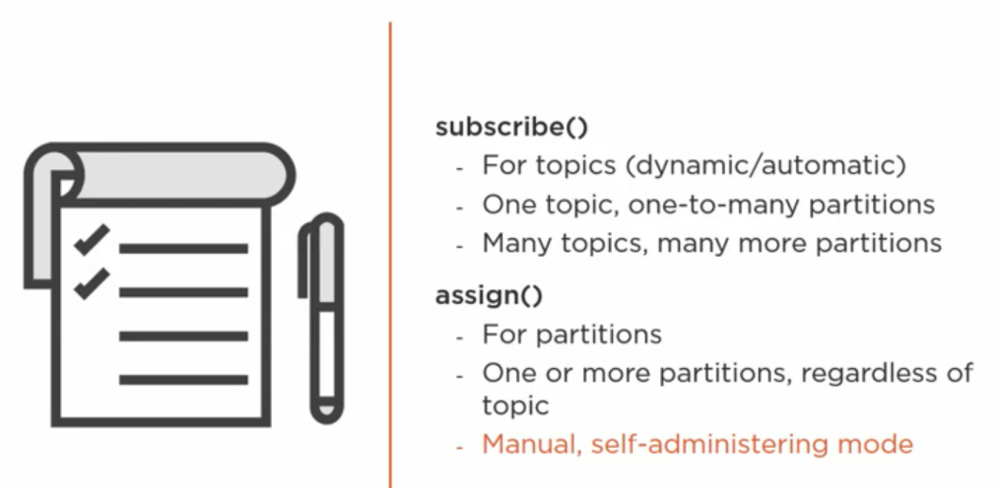 subscribe()
- For topics (dynamic/automatic)
- One topic, one-to-many partitions
- Many topics, many more partitions
assign()
- For partitions
- One or more partitions, regardless of
topic
- Manual, self-administering mode